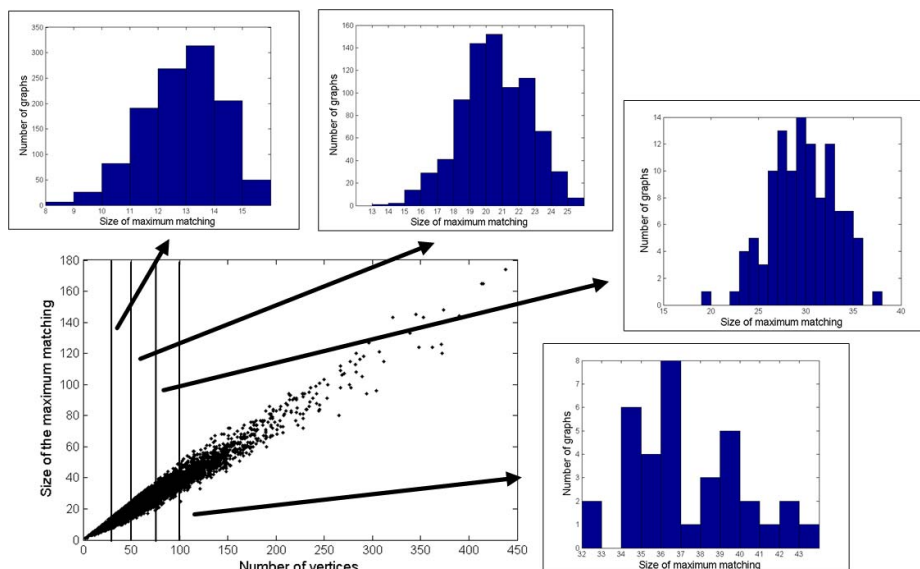 350
300
250
200
150
100
50
0
Number of graphs
8 9 10 11 12 13 14 15
Size of maximum matching
160
140
120
100
80
60
40
20
0
Number of graphs
13 14 15 16 17 18 19 20 21 22 23 24 25
Size of maximum matching
14
12
10
8
6
4
2
0
Number of graphs
15 20 25 30 35 40
Size of maximum matching
180
160
140
120
100
80
60
40
20
0
Size of the maximum matching
0 50 100 150 200 250 300 350 400 450
Number of vertices
8
7
6
5
4
3
2
1
0
Number of graphs
32 33 34 35 36 37 38 39 40 41 42 43
Size of maximum matching